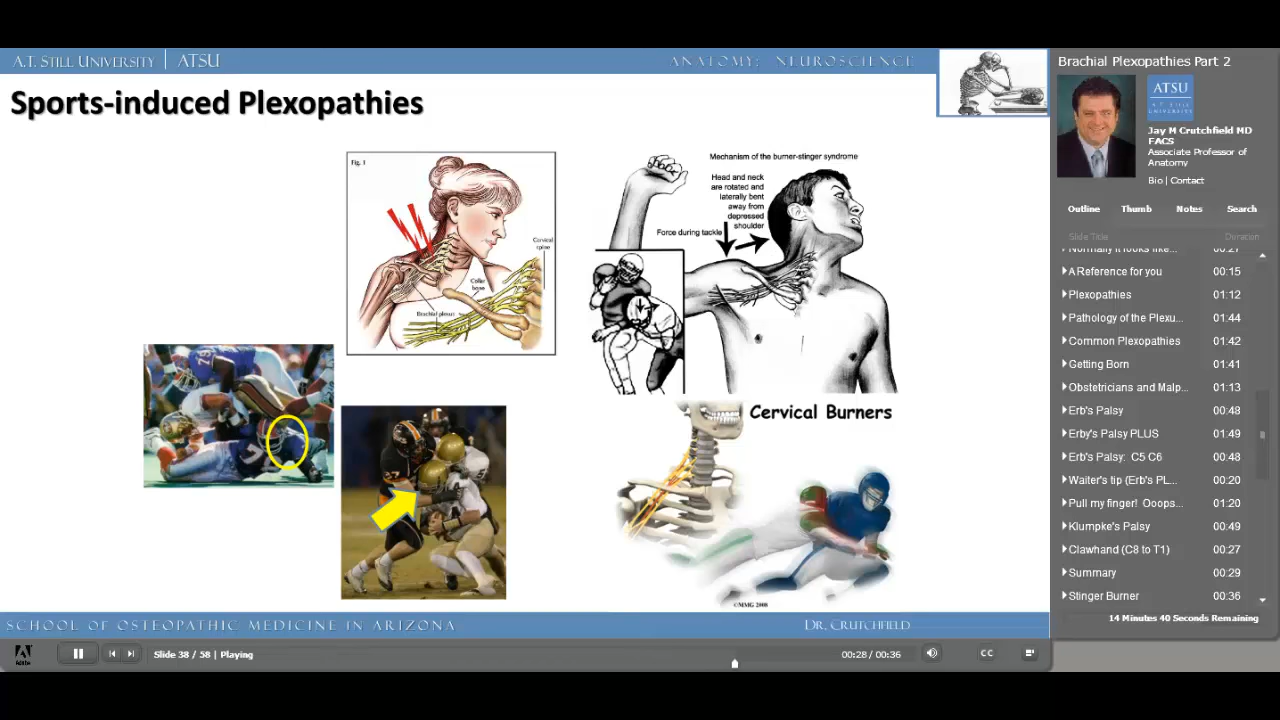 A.T. STILL UNIVERSITY | ATSU
ANATOMY: NEUROSCIENCE
Sports-induced Plexopathies
Fig. 1
Cervical
spine
Collar
bone
Brachial plexus
Mechanism of the burner-stinger syndrome
Head and neck
are rotated and
laterally bent
away from
depressed
shoulder
Force during tackle
Cervical Burners
©MMG 2008
SCHOOL OF OSTEOPATHIC MEDICINE IN ARIZONA
DR. CRUTCHFIELD
Brachial Plexopathies Part 2
ATSU
A.T. STILL
UNIVERSITY
Jay M Crutchfield MD
FACS
Associate Professor of
Anatomy
Bio | Contact
Outline Thumb Notes Search
Slide Title Duration
Normally it looks like... 00:27
A Reference for you 00:15
Plexopathies 01:12
Pathology of the Plexu... 01:44
Common Plexopathies 01:42
Getting Born 01:41
Obstetricians and Malp... 01:13
Erb's Palsy 00:48
Erby's Palsy PLUS 01:49
Erb's Palsy: C5 C6 00:48
Waiter's tip (Erb's PL... 00:20
Pull my finger! Ooops... 01:20
Klumpke's Palsy 00:49
Clawhand (C8 to T1) 00:27
Summary 00:29
Stinger Burner 00:36
14 Minutes 40 Seconds Remaining
Adobe
Slide 38 / 58 | Playing
00:28 / 00:36
CC